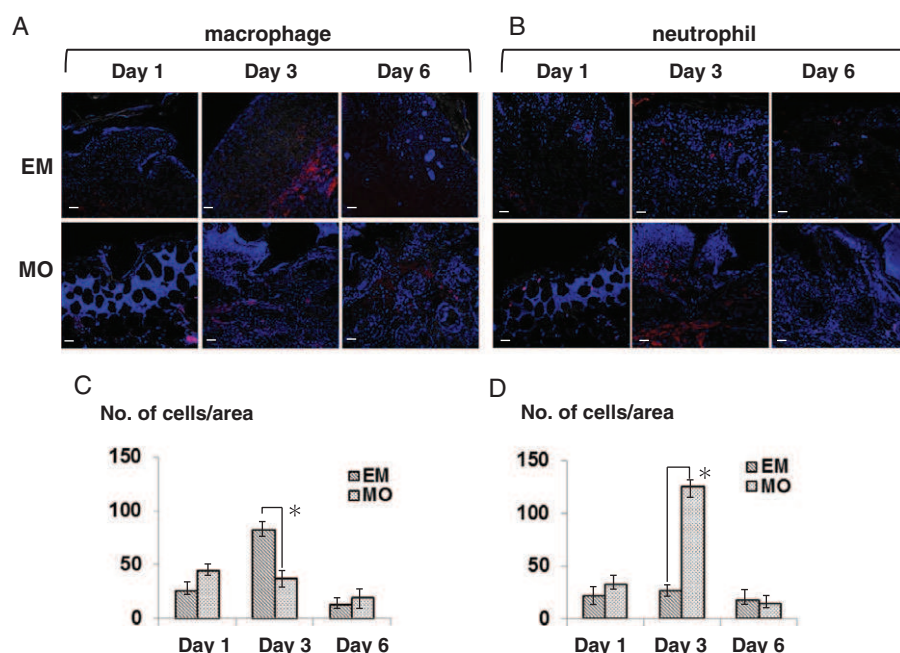 A
macrophage
B
neutrophil
Day 1 Day 3 Day 6
Day 1 Day 3 Day 6
EM
MO
C
No. of cells/area
150
100
50
0
EM
MO
*
Day 1 Day 3 Day 6
D
No. of cells/area
150
100
50
0
EM
MO
*
Day 1 Day 3 Day 6